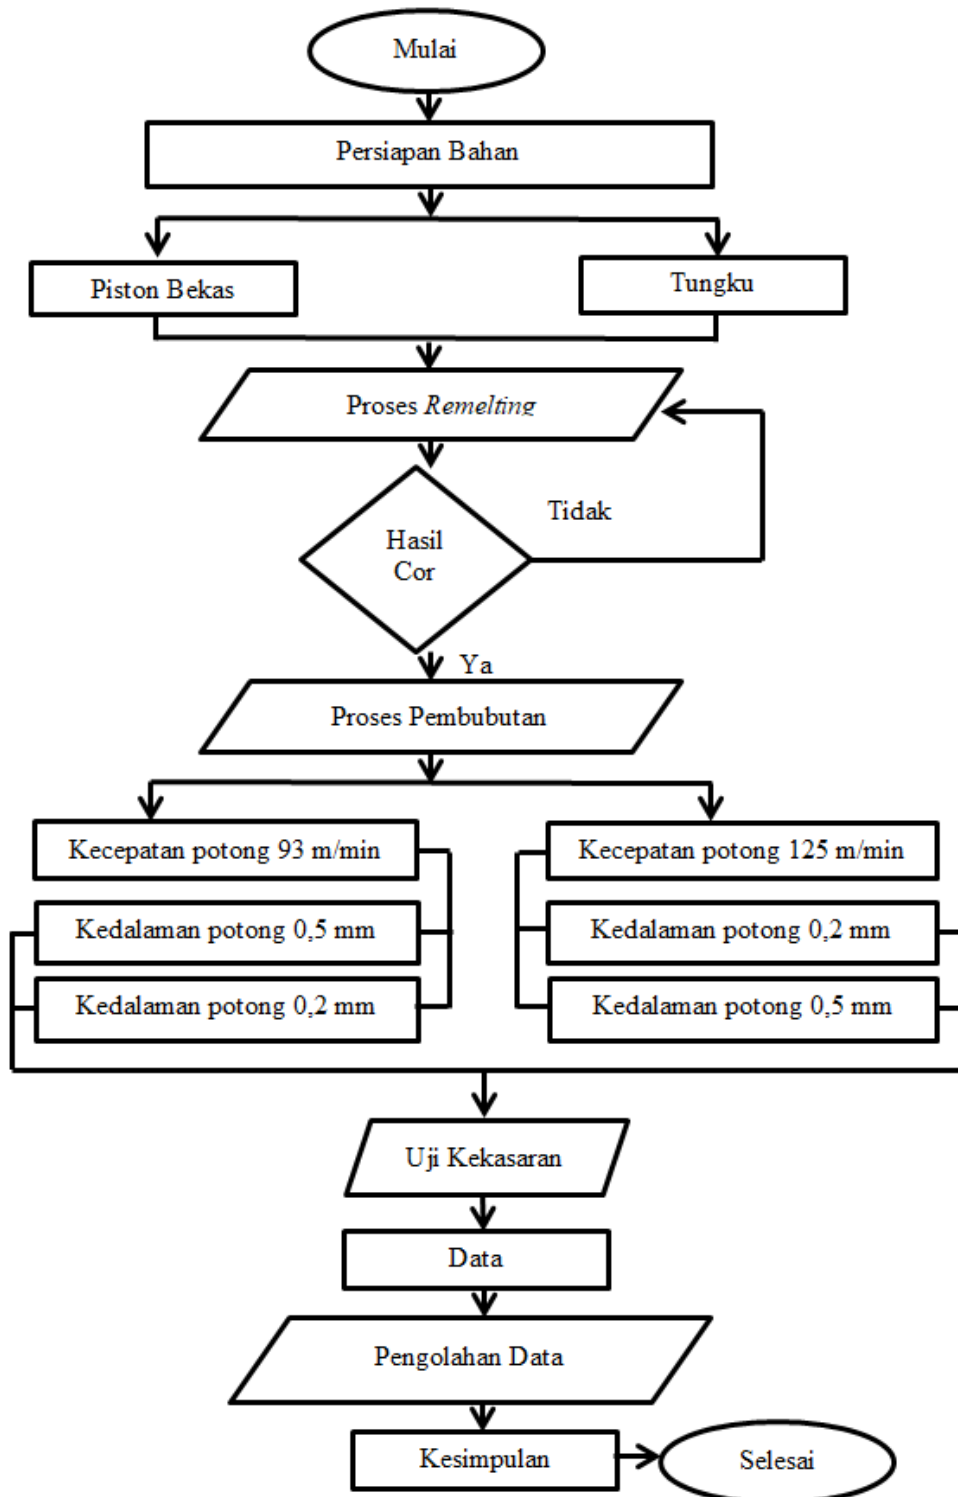 Mulai
Persiapan Bahan
Piston Bekas
Tungku
Proses Remelting
Tidak
Hasil
Cor
Ya
Proses Pembubutan
Kecepatan potong 93 m/min
Kecepatan potong 125 m/min
Kedalaman potong 0,5 mm
Kedalaman potong 0,2 mm
Kedalaman potong 0,2 mm
Kedalaman potong 0,5 mm
Uji Kekasaran
Data
Pengolahan Data
Kesimpulan
Selesai